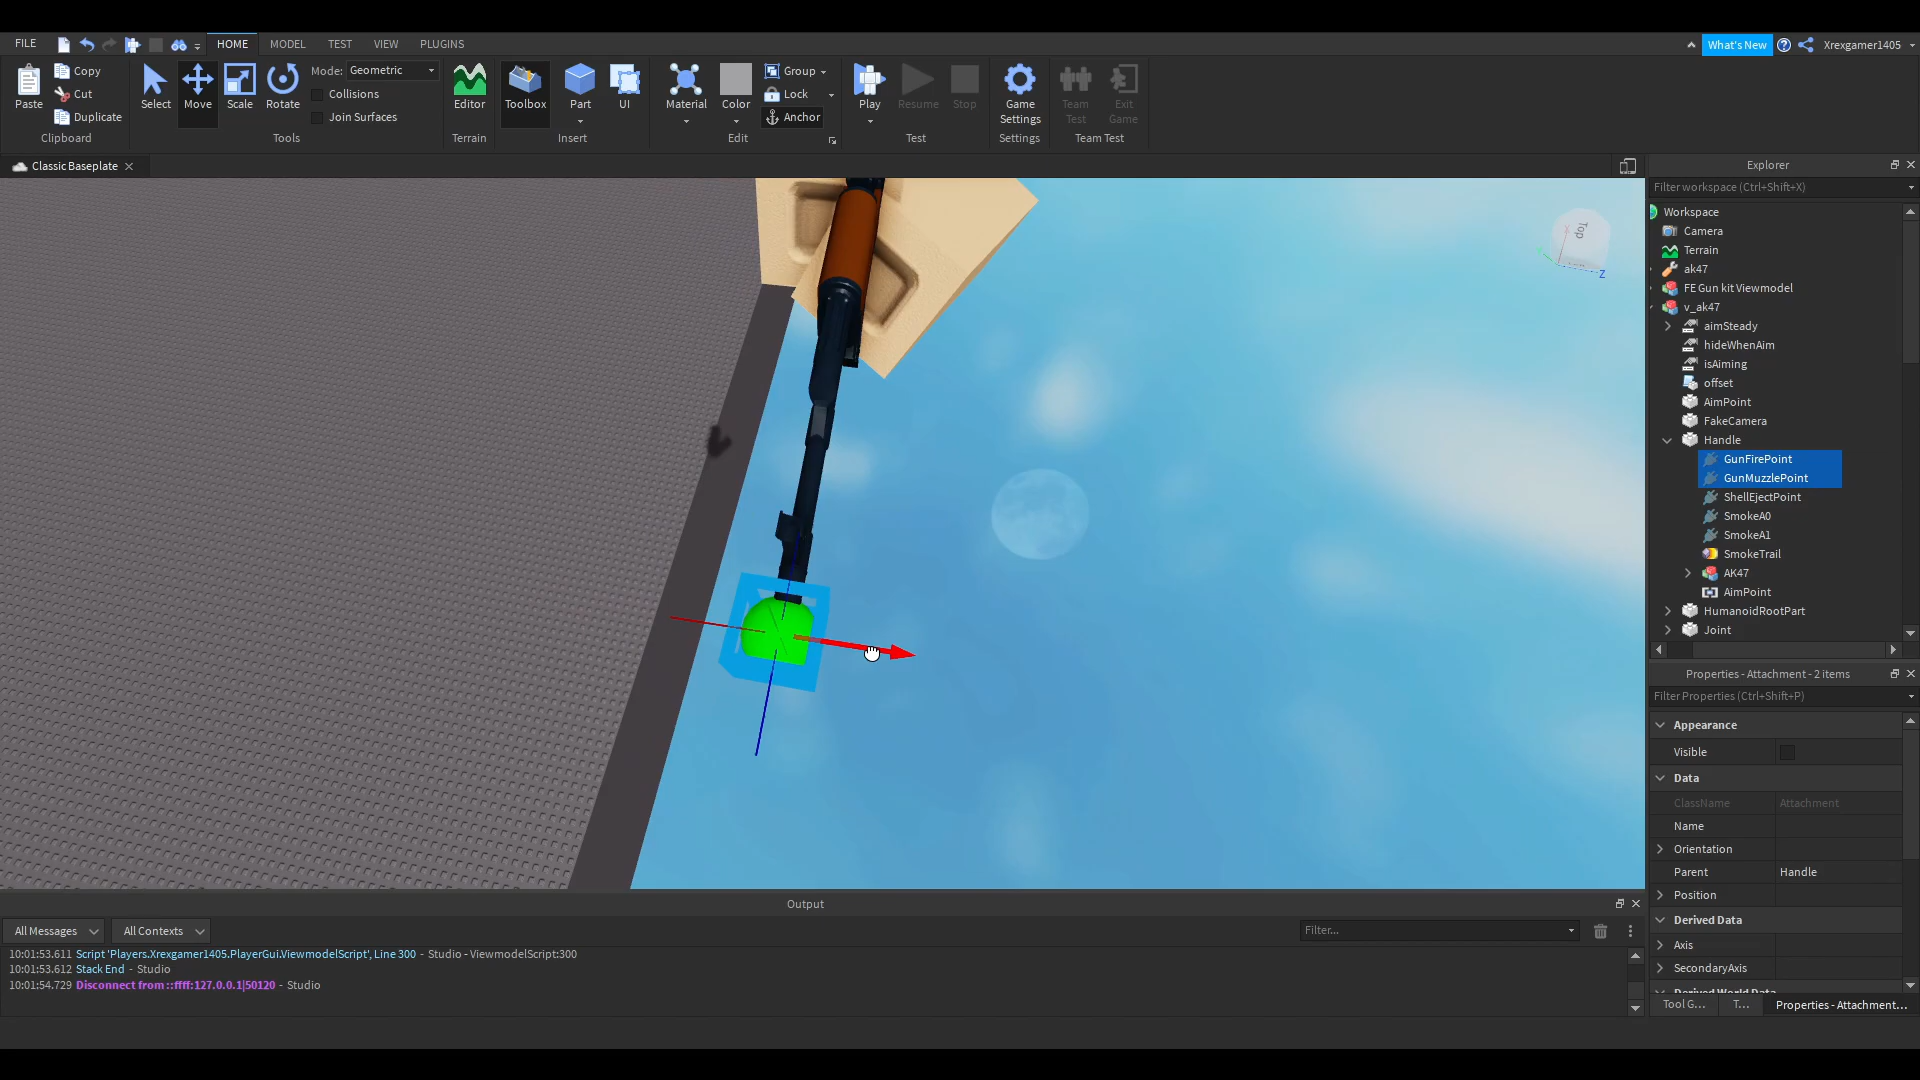 FILE
HOME
MODEL
TEST
VIEW
PLUGINS
What's New
Xrexgamer1405
Paste
Copy
Cut
Duplicate
Clipboard
Select
Move
Scale
Rotate
Mode: Geometric
Collisions
Join Surfaces
Tools
Editor
Terrain
Toolbox
Part
UI
Insert
Material
Color
Group
Lock
Anchor
Edit
Play
Resume
Stop
Test
Game Settings
Settings
Team Test
Exit Game
Team Test
Classic Baseplate
Top
Z
Explorer
Filter workspace (Ctrl+Shift+X)
Workspace
Camera
Terrain
ak47
FE Gun kit Viewmodel
v_ak47
aimSteady
hideWhenAim
isAiming
offset
AimPoint
FakeCamera
Handle
GunFirePoint
GunMuzzlePoint
ShellEjectPoint
SmokeA0
SmokeA1
SmokeTrail
AK47
AimPoint
HumanoidRootPart
Joint
Properties - Attachment - 2 items
Filter Properties (Ctrl+Shift+P)
Appearance
Visible
Data
ClassName Attachment
Name
Orientation
Parent Handle
Position
Derived Data
Axis
SecondaryAxis
Derived World Data
Tool G...
T...
Properties - Attachment...
Output
All Messages
All Contexts
Filter...
10:01:53.611 Script 'Players.Xrexgamer1405.PlayerGui.ViewmodelScript', Line 300 - Studio - ViewmodelScript:300
10:01:53.612 Stack End - Studio
10:01:54.729 Disconnect from ::ffff:127.0.0.1|50120 - Studio